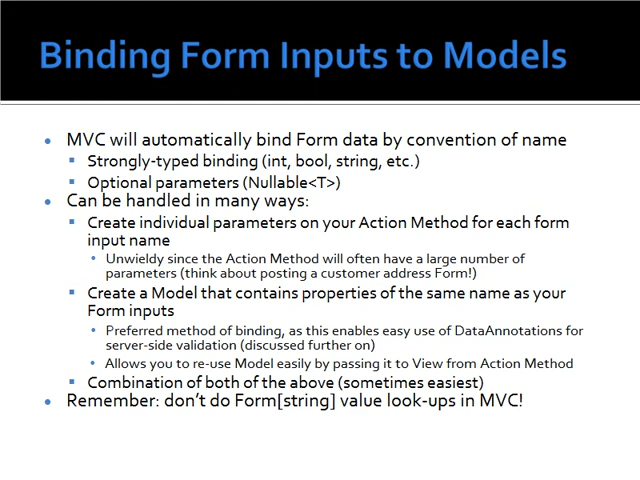 Binding Form Inputs to Models
• MVC will automatically bind Form data by convention of name
▪ Strongly-typed binding (int, bool, string, etc.)
▪ Optional parameters (Nullable<T>)
• Can be handled in many ways:
▪ Create individual parameters on your Action Method for each form
input name
• Unwieldy since the Action Method will often have a large number of
parameters (think about posting a customer address Form!)
▪ Create a Model that contains properties of the same name as your
Form inputs
• Preferred method of binding, as this enables easy use of DataAnnotations for
server-side validation (discussed further on)
• Allows you to re-use Model easily by passing it to View from Action Method
▪ Combination of both of the above (sometimes easiest)
• Remember: don’t do Form[string] value look-ups in MVC!